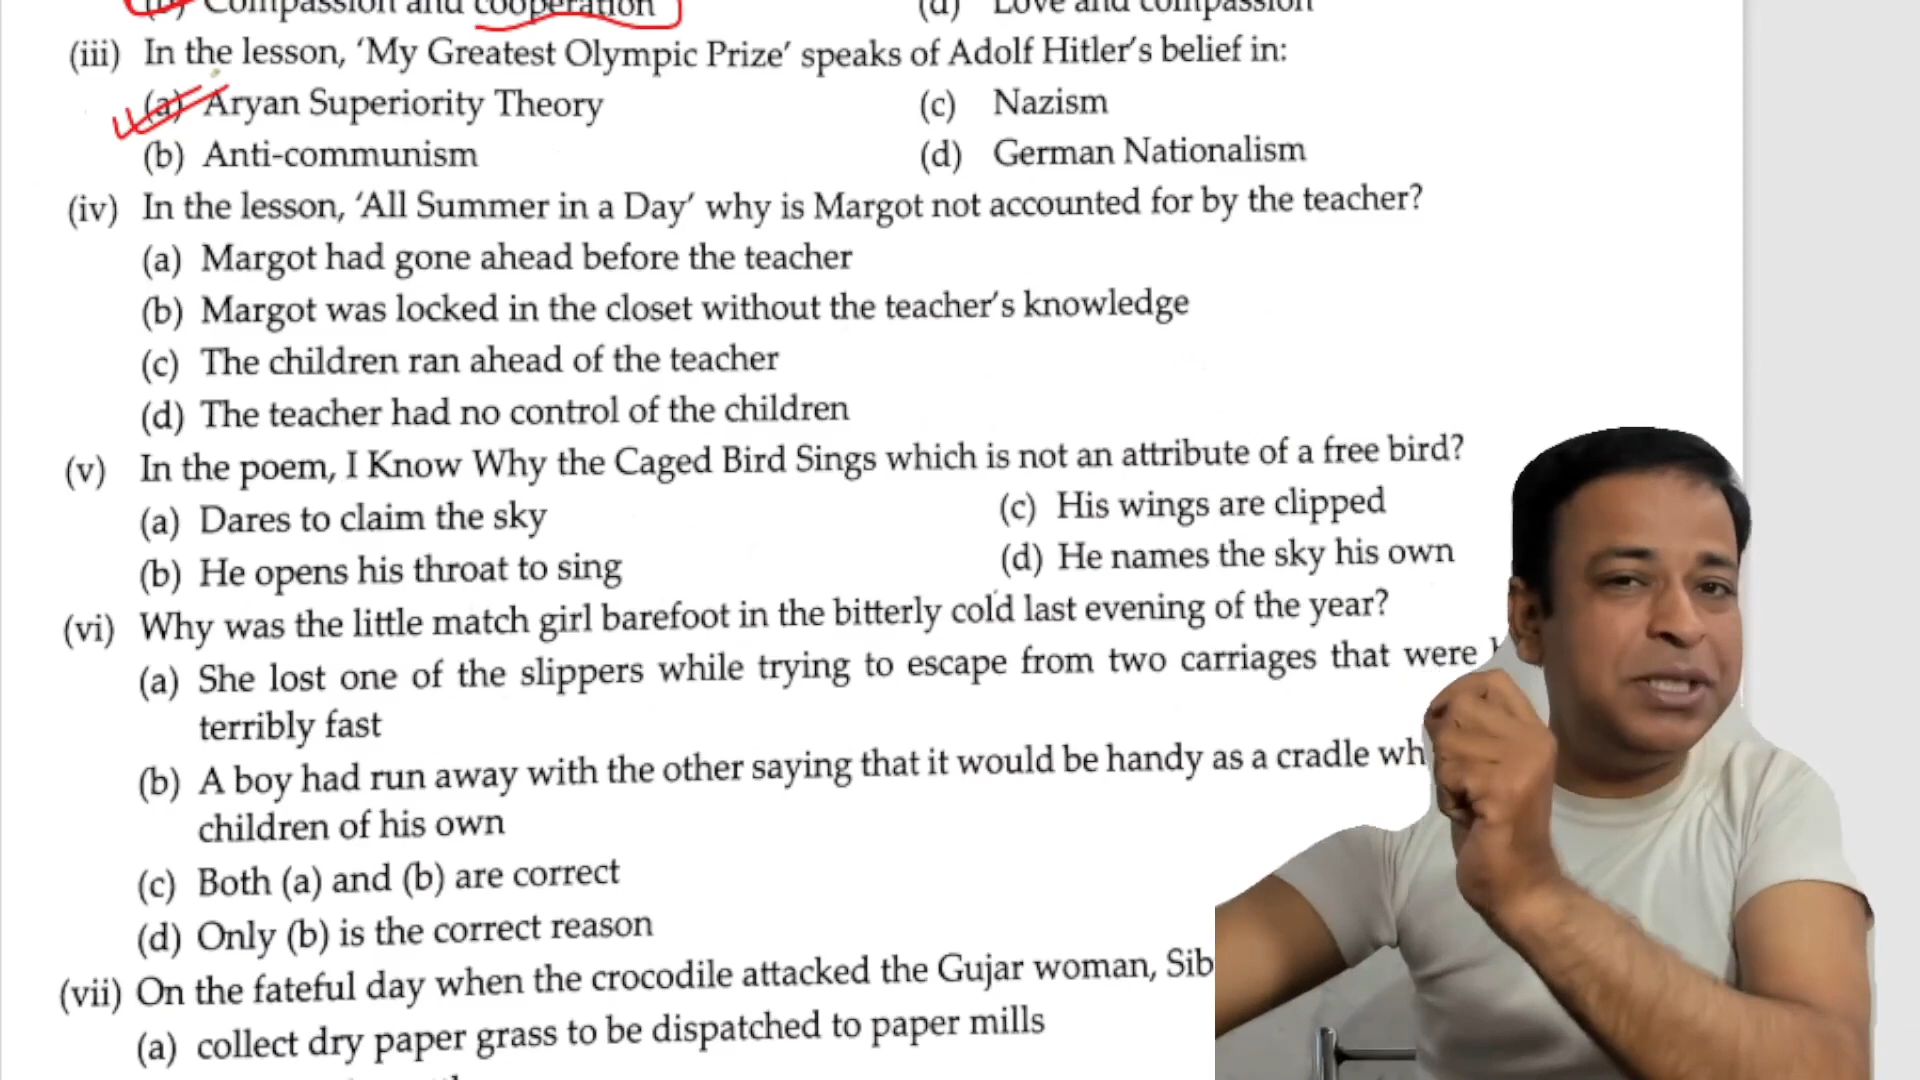 Compassion and cooperation (d) Love and compassion
(iii) In the lesson, ‘My Greatest Olympic Prize’ speaks of Adolf Hitler’s belief in:
(a) Aryan Superiority Theory (c) Nazism
(b) Anti-communism (d) German Nationalism
(iv) In the lesson, ‘All Summer in a Day’ why is Margot not accounted for by the teacher?
(a) Margot had gone ahead before the teacher
(b) Margot was locked in the closet without the teacher’s knowledge
(c) The children ran ahead of the teacher
(d) The teacher had no control of the children
(v) In the poem, I Know Why the Caged Bird Sings which is not an attribute of a free bird?
(a) Dares to claim the sky (c) His wings are clipped
(b) He opens his throat to sing (d) He names the sky his own
(vi) Why was the little match girl barefoot in the bitterly cold last evening of the year?
(a) She lost one of the slippers while trying to escape from two carriages that were
terribly fast
(b) A boy had run away with the other saying that it would be handy as a cradle wh
children of his own
(c) Both (a) and (b) are correct
(d) Only (b) is the correct reason
(vii) On the fateful day when the crocodile attacked the Gujar woman, Sib
(a) collect dry paper grass to be dispatched to paper mills